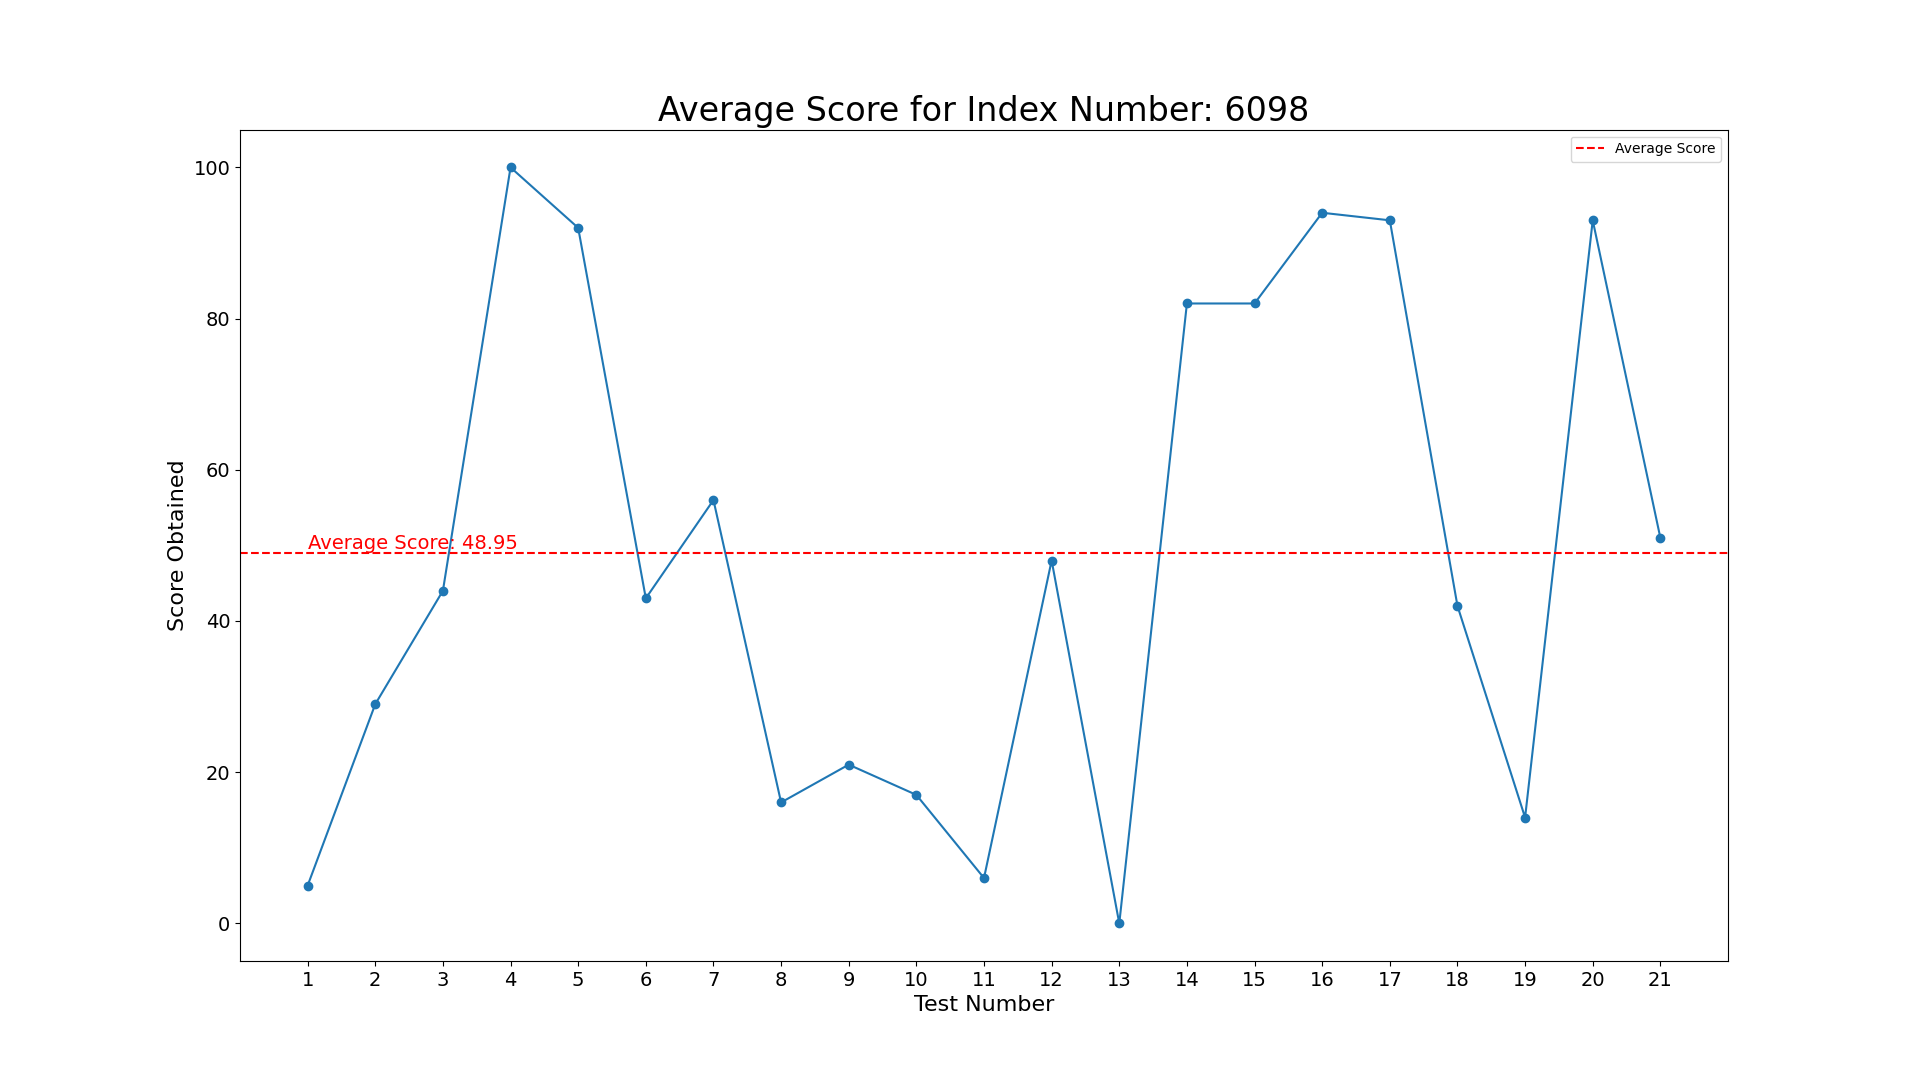 Average Score for Index Number: 6098
Average Score
100
80
60
40
20
0
Score Obtained
Average Score: 48.95
1 2 3 4 5 6 7 8 9 10 11 12 13 14 15 16 17 18 19 20 21
Test Number